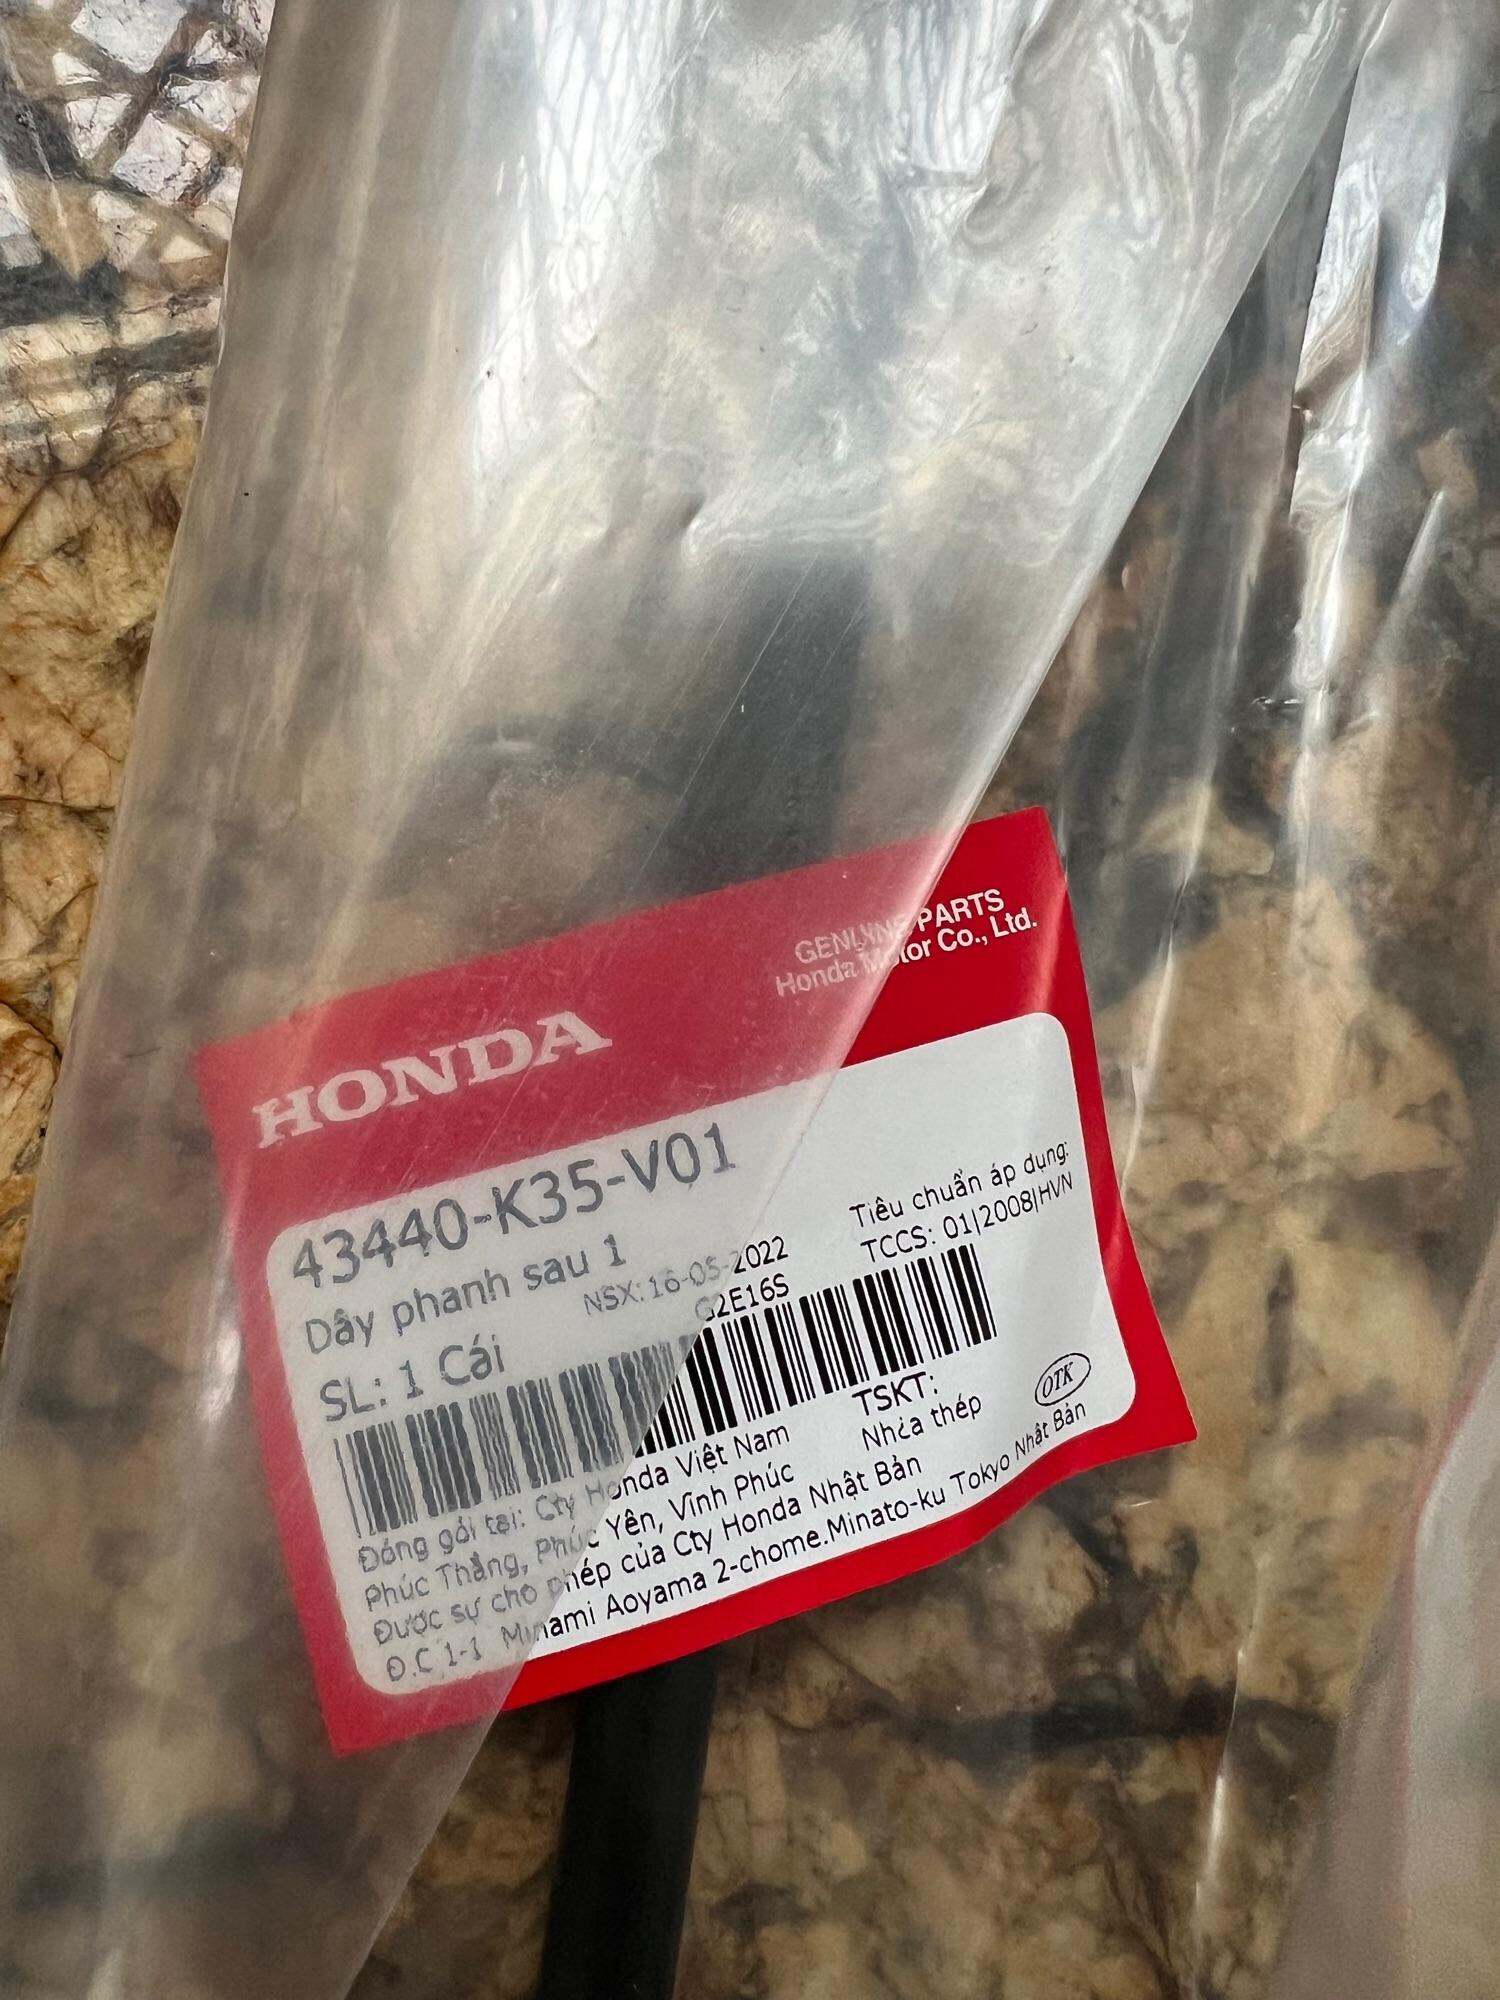 GENUINE PARTS
Honda Motor Co., Ltd.
HONDA
43440-K35-V01
Dây phanh sau 1
SL: 1 Cái
NSX: 16-05-2022
G2E16S
Tiêu chuẩn áp dụng:
TCCS: 01|2008|HVN
TSKT:
Nhựa thép
OTK
Đóng gói tại: Cty Honda Việt Nam
Phúc Thắng, Phúc Yên, Vĩnh Phúc
Được sự cho phép của Cty Honda Nhật Bản
Đ.C 1-1 Minami Aoyama 2-chome.Minato-ku Tokyo Nhật Bản